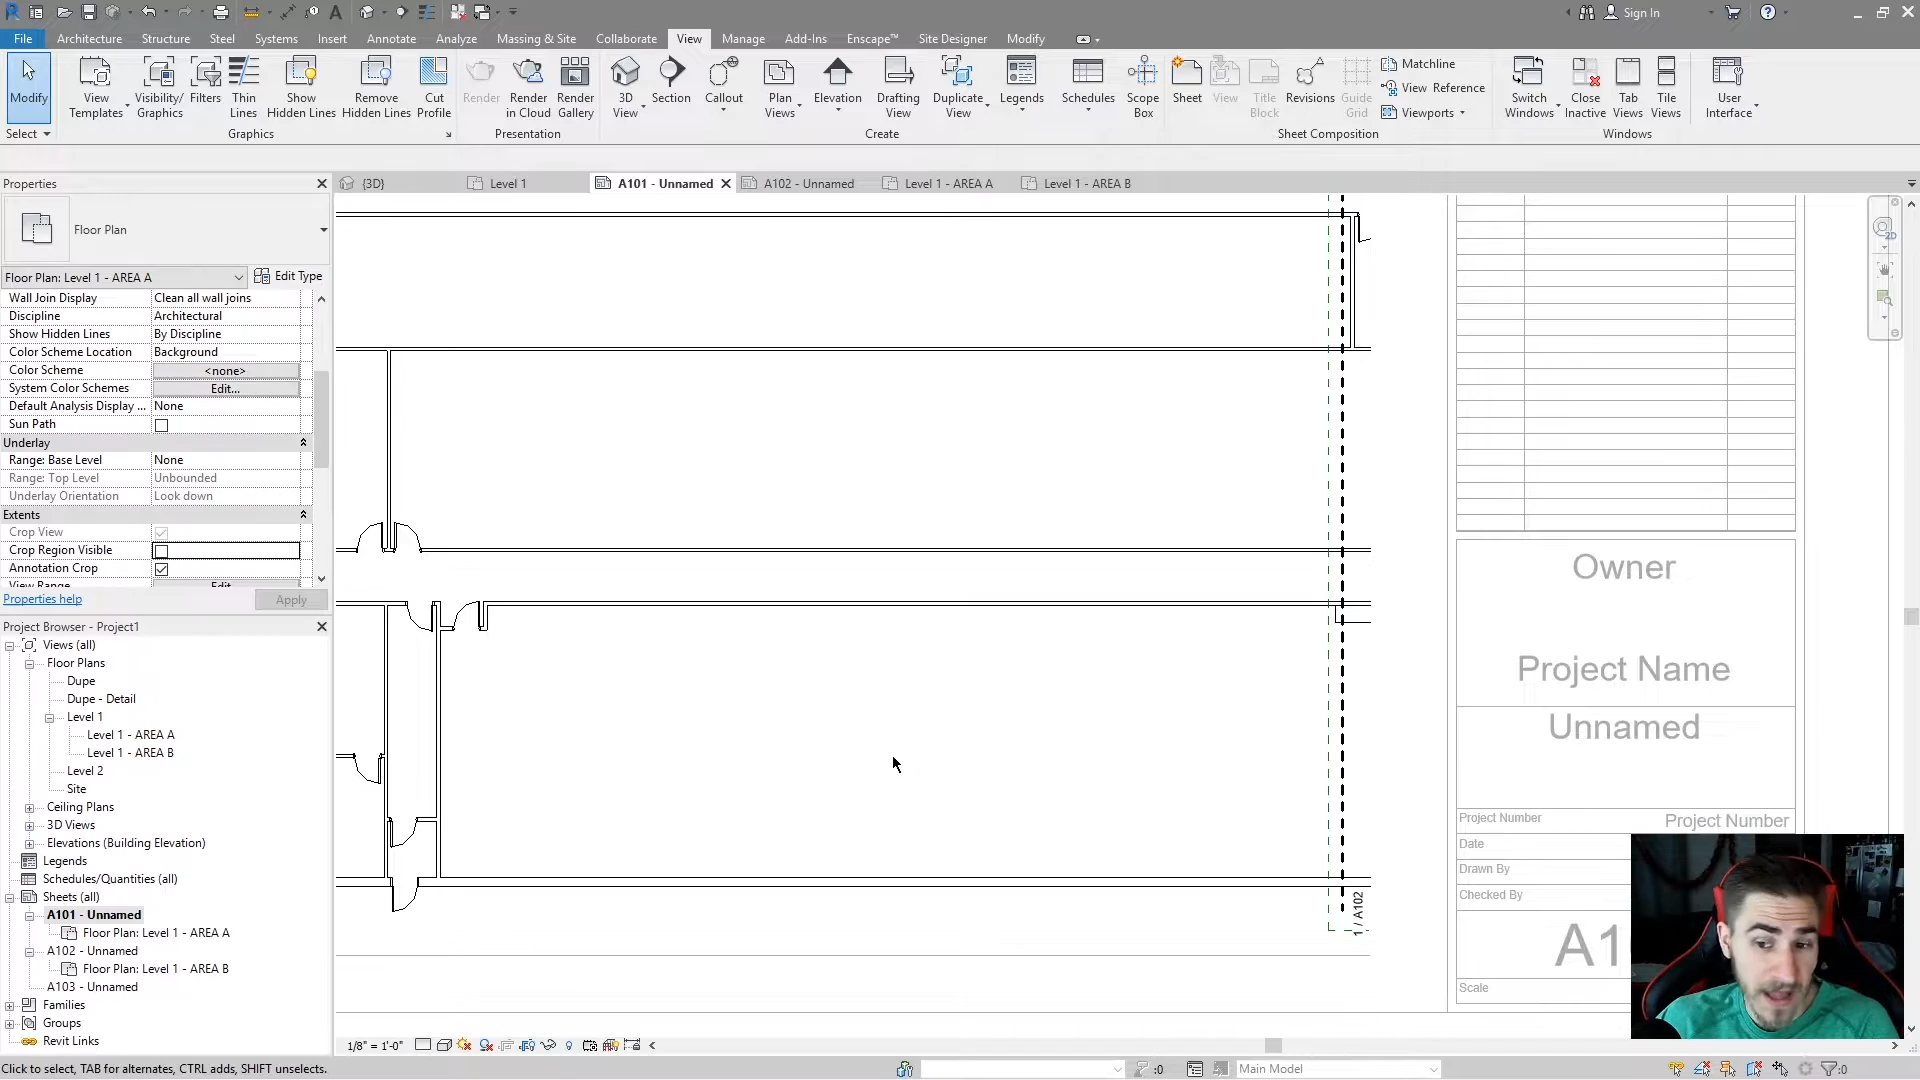 Sign In
File Architecture Structure Steel Systems Insert Annotate Analyze Massing & Site Collaborate View Manage Add-Ins Enscape™ Site Designer Modify
Modify
View Templates
Visibility/ Graphics
Filters
Thin Lines
Show Hidden Lines
Remove Hidden Lines
Cut Profile
Render
Render in Cloud
Render Gallery
3D View
Section
Callout
Plan Views
Elevation
Drafting View
Duplicate View
Legends
Schedules
Scope Box
Sheet
View
Title Block
Revisions
Guide Grid
Matchline
View Reference
Viewports
Switch Windows
Close Inactive
Tab Views
Tile Views
User Interface
Select Graphics Presentation Create Sheet Composition Windows
Properties
{3D} Level 1 A101 - Unnamed A102 - Unnamed Level 1 - AREA A Level 1 - AREA B
Floor Plan
Floor Plan: Level 1 - AREA A Edit Type
Wall Join Display Clean all wall joins
Discipline Architectural
Show Hidden Lines By Discipline
Color Scheme Location Background
Color Scheme <none>
System Color Schemes Edit...
Default Analysis Display ... None
Sun Path
Underlay
Range: Base Level None
Range: Top Level Unbounded
Underlay Orientation Look down
Extents
Crop View
Crop Region Visible
Annotation Crop
View Range Edit
Properties help Apply
Project Browser - Project1
Views (all)
Floor Plans
Dupe
Dupe - Detail
Level 1
Level 1 - AREA A
Level 1 - AREA B
Level 2
Site
Ceiling Plans
3D Views
Elevations (Building Elevation)
Legends
Schedules/Quantities (all)
Sheets (all)
A101 - Unnamed
Floor Plan: Level 1 - AREA A
A102 - Unnamed
Floor Plan: Level 1 - AREA B
A103 - Unnamed
Families
Groups
Revit Links
1 / A102
Owner
Project Name
Unnamed
Project Number Project Number
Date
Drawn By
Checked By
A1
Scale
1/8" = 1'-0"
Click to select, TAB for alternates, CTRL adds, SHIFT unselects.
:0
Main Model
:0